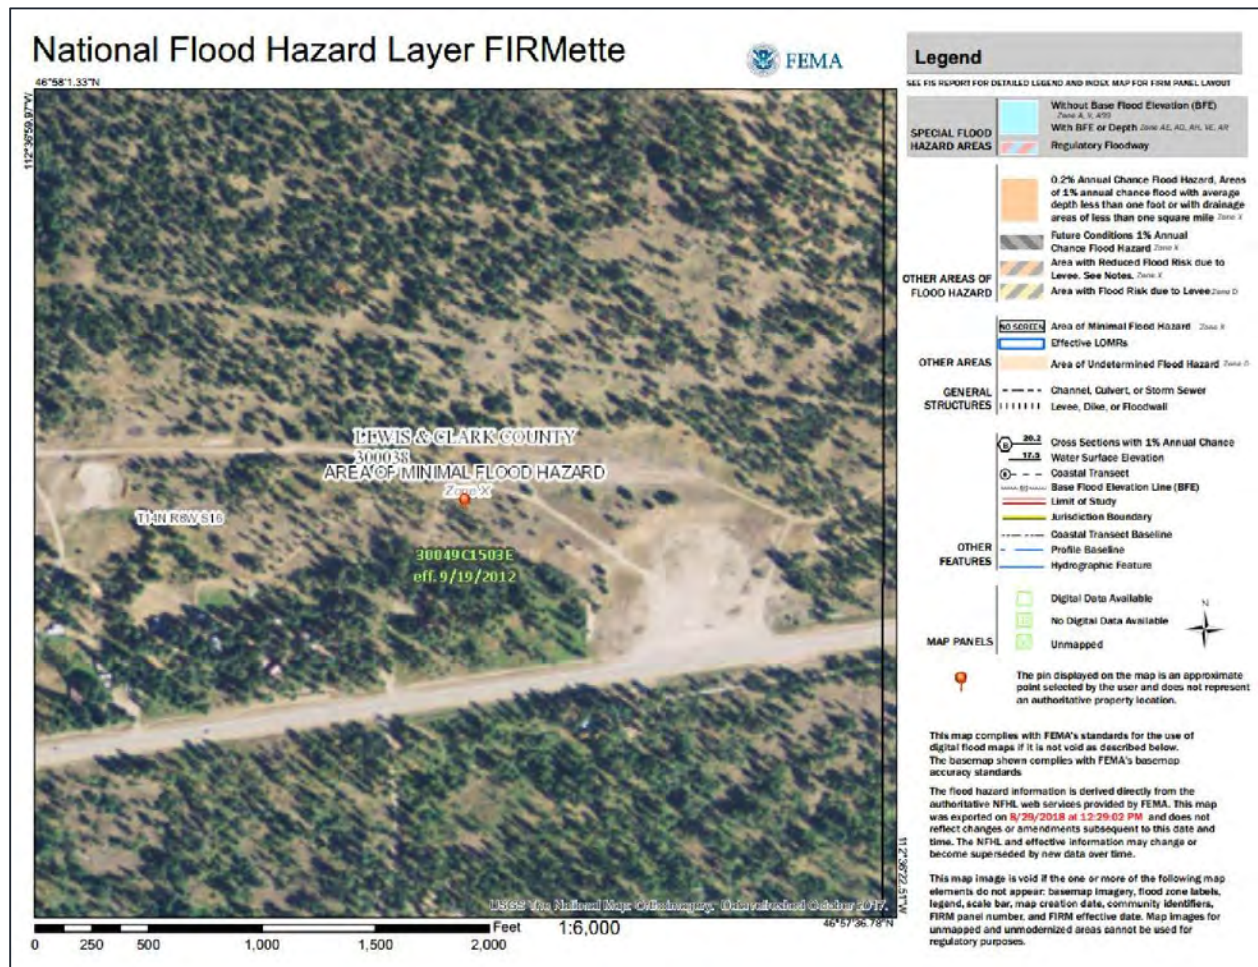 National Flood Hazard Layer FIRMette
FEMA
46°58'1.33"N
112°36'59.97"W
LEWIS & CLARK COUNTY
300038
AREA OF MINIMAL FLOOD HAZARD
Zone X
T14N R8W S16
30049C1503E
eff. 9/19/2012
USGS The National Map: Orthoimagery. Data refreshed October 2017.
112°36'22.51"W
46°57'36.78"N
0 250 500 1,000 1,500 2,000
Feet 1:6,000
Legend
SEE FIS REPORT FOR DETAILED LEGEND AND INDEX MAP FOR FIRM PANEL LAYOUT
SPECIAL FLOOD
HAZARD AREAS
Without Base Flood Elevation (BFE)
Zone A, V, A99
With BFE or Depth Zone AE, AO, AH, VE, AR
Regulatory Floodway
OTHER AREAS OF
FLOOD HAZARD
0.2% Annual Chance Flood Hazard, Areas
of 1% annual chance flood with average
depth less than one foot or with drainage
areas of less than one square mile Zone X
Future Conditions 1% Annual
Chance Flood Hazard Zone X
Area with Reduced Flood Risk due to
Levee. See Notes. Zone X
Area with Flood Risk due to Levee Zone D
OTHER AREAS
NO SCREEN Area of Minimal Flood Hazard Zone X
Effective LOMRs
Area of Undetermined Flood Hazard Zone D
GENERAL
STRUCTURES
Channel, Culvert, or Storm Sewer
Levee, Dike, or Floodwall
OTHER
FEATURES
B 20.2 Cross Sections with 1% Annual Chance
17.5 Water Surface Elevation
8 Coastal Transect
Base Flood Elevation Line (BFE)
Limit of Study
Jurisdiction Boundary
Coastal Transect Baseline
Profile Baseline
Hydrographic Feature
MAP PANELS
Digital Data Available
No Digital Data Available
Unmapped
N
The pin displayed on the map is an approximate
point selected by the user and does not represent
an authoritative property location.
This map complies with FEMA's standards for the use of
digital flood maps if it is not void as described below.
The basemap shown complies with FEMA's basemap
accuracy standards
The flood hazard information is derived directly from the
authoritative NFHL web services provided by FEMA. This map
was exported on 8/29/2018 at 12:29:02 PM and does not
reflect changes or amendments subsequent to this date and
time. The NFHL and effective information may change or
become superseded by new data over time.
This map image is void if the one or more of the following map
elements do not appear: basemap imagery, flood zone labels,
legend, scale bar, map creation date, community identifiers,
FIRM panel number, and FIRM effective date. Map images for
unmapped and unmodernized areas cannot be used for
regulatory purposes.